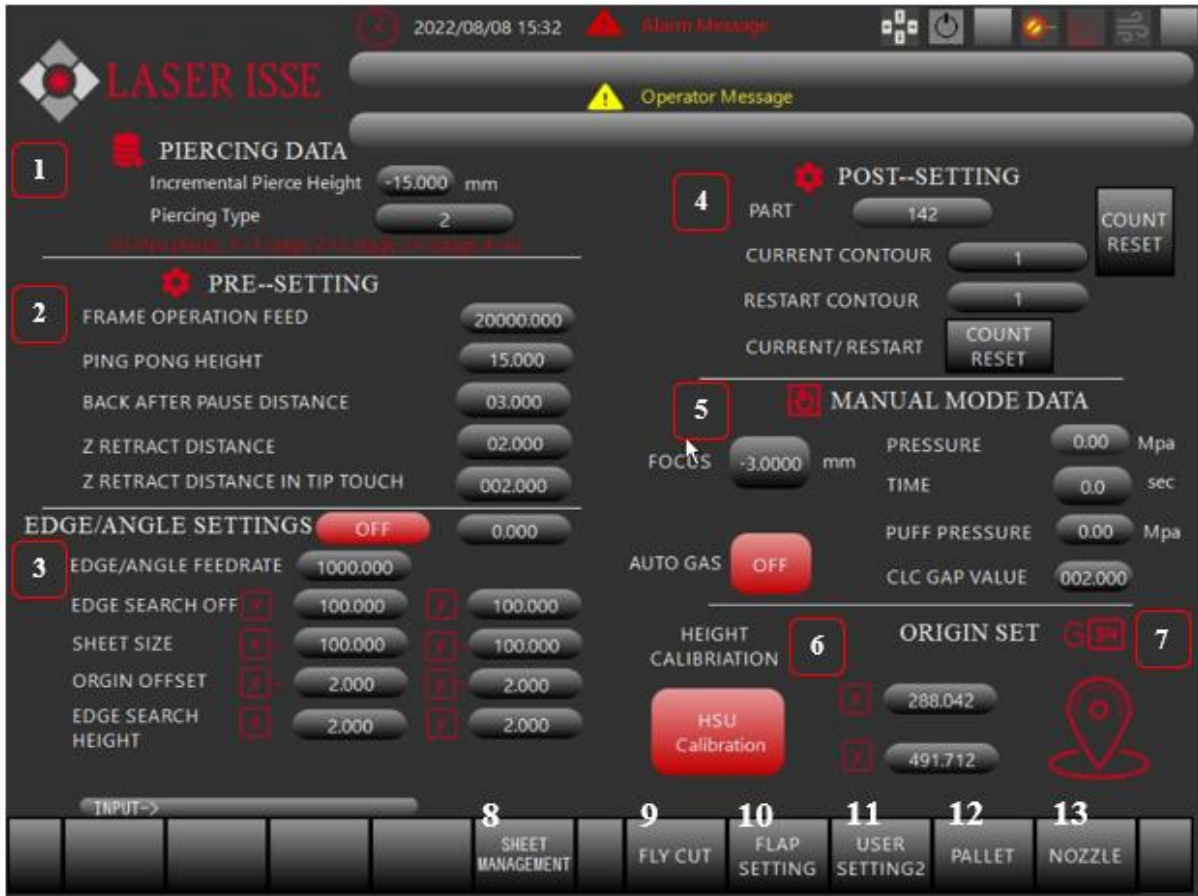 2022/08/08 15:32
Alarm Message
LASER ISSE
Operator Message
1
PIERCING DATA
Incremental Pierce Height -15.000 mm
Piercing Type 2
2
PRE--SETTING
FRAME OPERATION FEED 20000.000
PING PONG HEIGHT 15.000
BACK AFTER PAUSE DISTANCE 03.000
Z RETRACT DISTANCE 02.000
Z RETRACT DISTANCE IN TIP TOUCH 002.000
EDGE/ANGLE SETTINGS OFF 0.000
3
EDGE/ANGLE FEEDRATE 1000.000
EDGE SEARCH OFF X 100.000 Y 100.000
SHEET SIZE X 100.000 Y 100.000
ORGIN OFFSET X 2.000 Y 2.000
EDGE SEARCH
HEIGHT X 2.000 Y 2.000
4
POST--SETTING
PART 142
COUNT
RESET
CURRENT CONTOUR 1
RESTART CONTOUR 1
CURRENT/ RESTART
COUNT
RESET
5
MANUAL MODE DATA
FOCUS -3.0000 mm
PRESSURE 0.00 Mpa
TIME 0.0 sec
PUFF PRESSURE 0.00 Mpa
AUTO GAS OFF
CLC GAP VALUE 002.000
HEIGHT
CALIBRIATION
6
HSU
Calibration
ORIGIN SET G54
7
X 288.042
Y 491.712
INPUT->
8
SHEET
MANAGEMENT
9
FLY CUT
10
FLAP
SETTING
11
USER
SETTING2
12
PALLET
13
NOZZLE